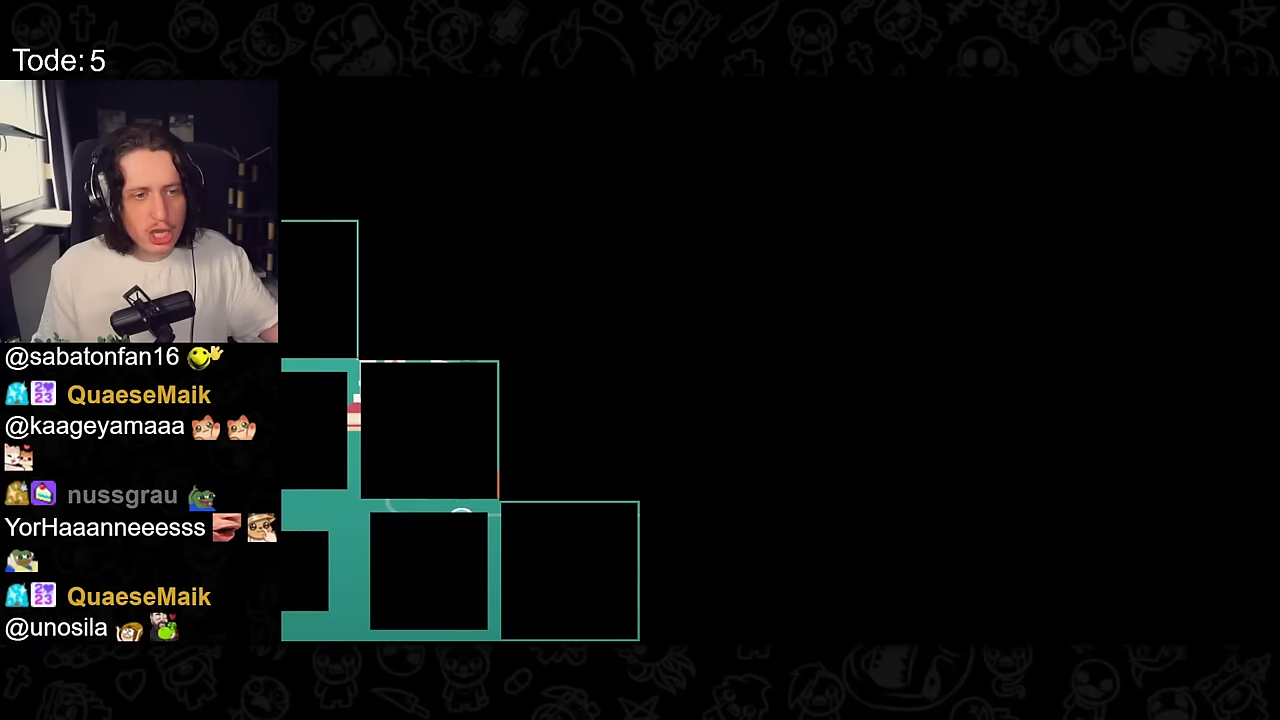 Tode: 5
@sabatonfan16
QuaeseMaik
@kaageyamaaa
nussgrau
YorHaaanneeesss
QuaeseMaik
@unosila